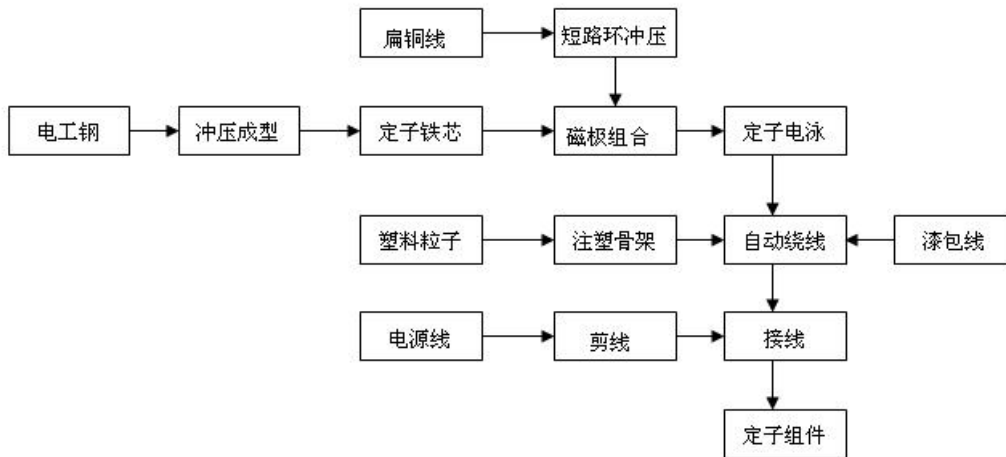 扁铜线
短路环冲压
电工钢
冲压成型
定子铁芯
磁极组合
定子电泳
塑料粒子
注塑骨架
自动绕线
漆包线
电源线
剪线
接线
定子组件